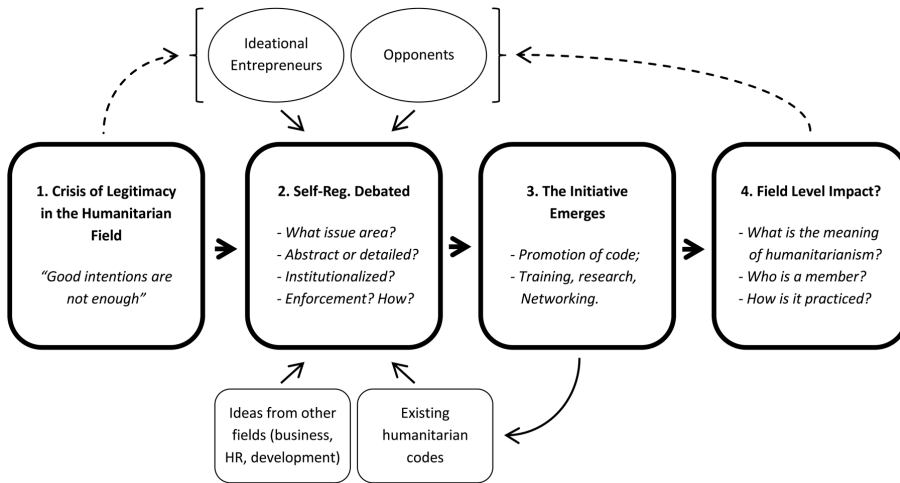 Ideational
Entrepreneurs
Opponents
1. Crisis of Legitimacy
in the Humanitarian
Field
“Good intentions are
not enough”
2. Self-Reg. Debated
- What issue area?
- Abstract or detailed?
- Institutionalized?
- Enforcement? How?
3. The Initiative
Emerges
- Promotion of code;
- Training, research,
Networking.
4. Field Level Impact?
- What is the meaning
of humanitarianism?
- Who is a member?
- How is it practiced?
Ideas from other
fields (business,
HR, development)
Existing
humanitarian
codes